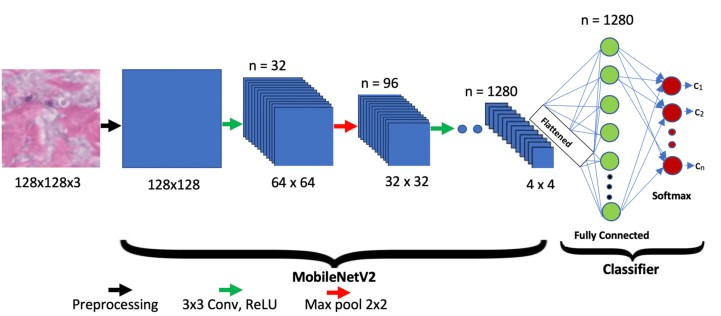 n = 1280
n = 32
n = 96
n = 1280
Flattened
c1
c2
cn
128x128x3
128x128
64 x 64
32 x 32
4 x 4
Softmax
Fully Connected
Classifier
MobileNetV2
Preprocessing
3x3 Conv, ReLU
Max pool 2x2